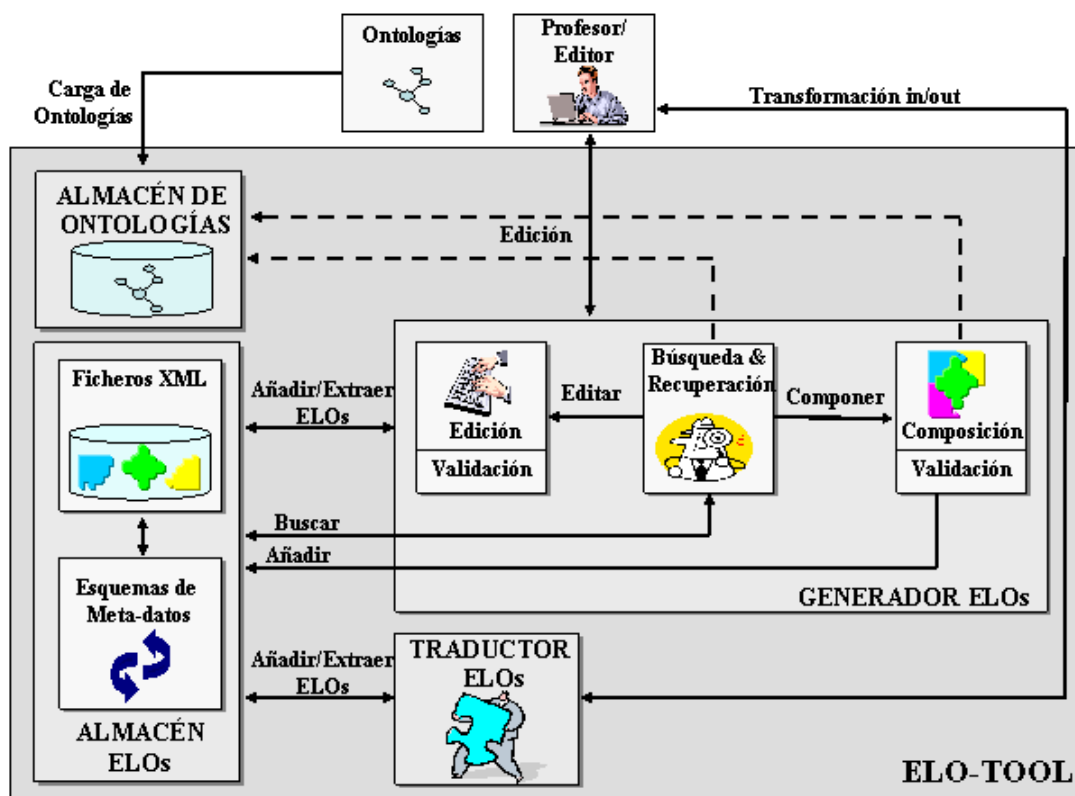 Ontologías
Profesor/
Editor
Carga de
Ontologías
Transformación in/out
ALMACÉN DE
ONTOLOGÍAS
Edición
Ficheros XML
Añadir/Extraer
ELOs
Edición
Validación
Editar
Búsqueda &
Recuperación
Componer
Composición
Validación
Buscar
Añadir
GENERADOR ELOs
Esquemas de
Meta-datos
ALMACÉN
ELOs
Añadir/Extraer
ELOs
TRADUCTOR
ELOs
ELO-TOOL